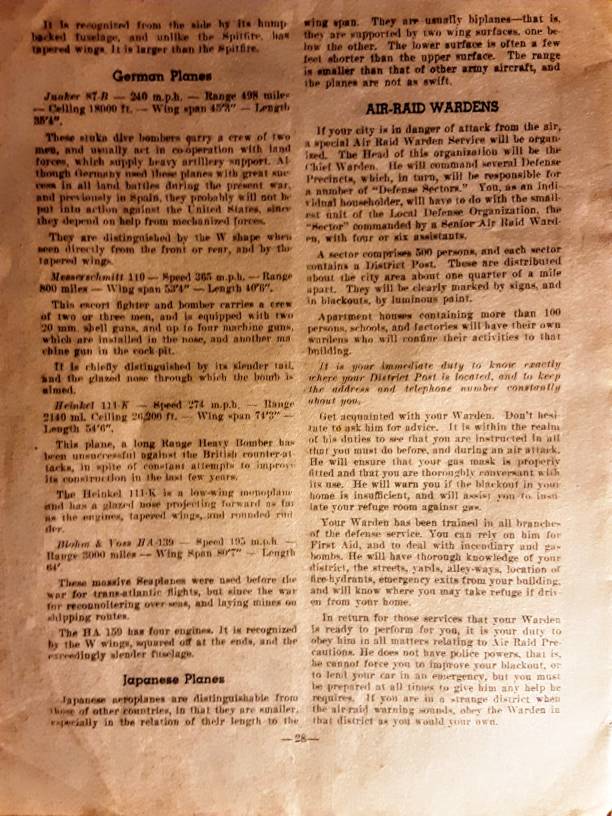 It is recognized from the side by its hump
backed fuselage, and unlike the Spitfire, has
tapered wings. It is larger than the Spitfire.
German Planes
Junker 87-B — 240 m.p.h. — Range 498 miles
— Ceiling 18000 ft. — Wing span 45'3" — Length
35'4".
These stuka dive bombers carry a crew of two
men, and usually act in co-operation with land
forces, which supply heavy artillery support. Al
though Germany used these planes with great suc-
cess in all land battles during the present war,
and previously in Spain, they probably will not be
put into action against the United States, since
they depend on help from mechanized forces.
They are distinguished by the W shape when
seen directly from the front or rear, and by the
tapered wings.
Messerschmitt 110 — Speed 365 m.p.h. — Range
800 miles — Wing span 53'4" — Length 40'6".
This escort fighter and bomber carries a crew
of two or three men, and is equipped with two
20 mm. shell guns, and up to four machine guns,
which are installed in the nose, and another ma
chine gun in the cock-pit.
It is chiefly distinguished by its slender tail,
and the glazed nose through which the bomb is
aimed.
Heinkel 111-K — Speed 274 m.p.h. — Range
2140 ml. Ceiling 26,200 ft. — Wing span 74'3" —
Length 54'6".
This plane, a long Range Heavy Bomber has
been unsuccessful against the British counter-at-
tacks, in spite of constant attempts to improve
its construction in the last few years.
The Heinkel 111-K is a low-wing monoplane
and has a glazed nose projecting forward as far
as the engines, tapered wings, and rounded rud
der.
Blohm & Voss HA-139 — Speed 195 m.p.h. —
Range 3000 miles — Wing Span 80'7" — Length
64'.
These massive Seaplanes were used before the
war for trans-atlantic flights, but since the war
for reconnoitering over seas, and laying mines on
shipping routes.
The HA 159 has four engines. It is recognized
by the W wings, squared off at the ends, and the
exceedingly slender fuselage.
Japanese Planes
Japanese aeroplanes are distinguishable from
those of other countries, in that they are smaller,
especially in the relation of their length to the
wing span. They are usually biplanes—that is,
they are supported by two wing surfaces, one be-
low the other. The lower surface is often a few
feet shorter than the upper surface. The range
is smaller than that of other army aircraft, and
the planes are not as swift.
AIR-RAID WARDENS
If your city is in danger of attack from the air,
a special Air Raid Warden Service will be organ-
ized. The Head of this organization will be the
Chief Warden. He will command several Defense
Precincts, which, in turn, will be responsible for
a number of "Defense Sectors." You, as an indi-
vidual householder, will have to do with the small-
est unit of the Local Defense Organization, the
"Sector" commanded by a Senior Air Raid Ward-
en, with four or six assistants.
A sector comprises 500 persons, and each sector
contains a District Post. These are distributed
about the city area about one quarter of a mile
apart. They will be clearly marked by signs, and
in blackouts, by luminous paint.
Apartment houses containing more than 100
persons, schools, and factories will have their own
wardens who will confine their activities to that
building.
It is your immediate duty to know exactly
where your District Post is located, and to keep
the address and telephone number constantly
about you.
Get acquainted with your Warden. Don't hesi-
tate to ask him for advice. It is within the realm
of his duties to see that you are instructed in all
that you must do before, and during an air attack.
He will ensure that your gas mask is properly
fitted and that you are thoroughly conversant with
its use. He will warn you if the blackout in your
home is insufficient, and will assist you to insu
late your refuge room against gas.
Your Warden has been trained in all branches
of the defense service. You can rely on him for
First Aid, and to deal with incendiary and gas-
bombs. He will have thorough knowledge of your
district, the streets, yards, alley-ways, location of
fire-hydrants, emergency exits from your building,
and will know where you may take refuge if driv-
en from your home.
In return for those services that your Warden
is ready to perform for you, it is your duty to
obey him in all matters relating to Air Raid Pre-
cautions. He does not have police powers, that is,
he cannot force you to improve your blackout, or
to lend your car in an emergency, but you must
be prepared at all times to give him any help he
requires. If you are in a strange district when
the air-raid warning sounds, obey the Warden in
that district as you would your own.
—28—